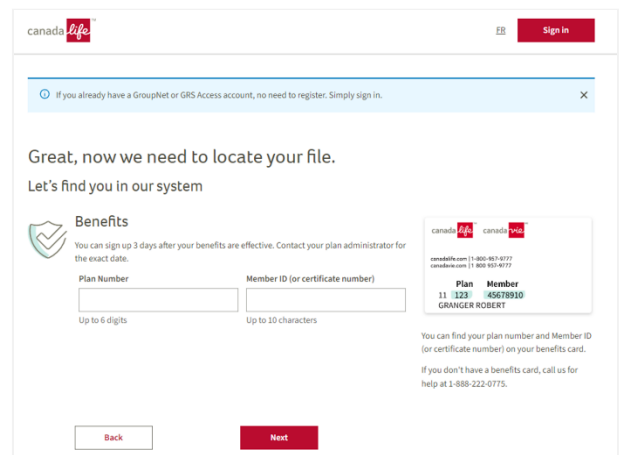 canada life™
FR
Sign in
If you already have a GroupNet or GRS Access account, no need to register. Simply sign in.
Great, now we need to locate your file.
Let's find you in our system
Benefits
You can sign up 3 days after your benefits are effective. Contact your plan administrator for
the exact date.
Plan Number
Member ID (or certificate number)
Up to 6 digits
Up to 10 characters
canada life™ canada vie™
canadalife.com | 1-800-957-9777
canadavie.com | 1 800 957-9777
Plan Member
11 123 45678910
GRANGER ROBERT
You can find your plan number and Member ID
(or certificate number) on your benefits card.
If you don't have a benefits card, call us for
help at 1-888-222-0775.
Back
Next